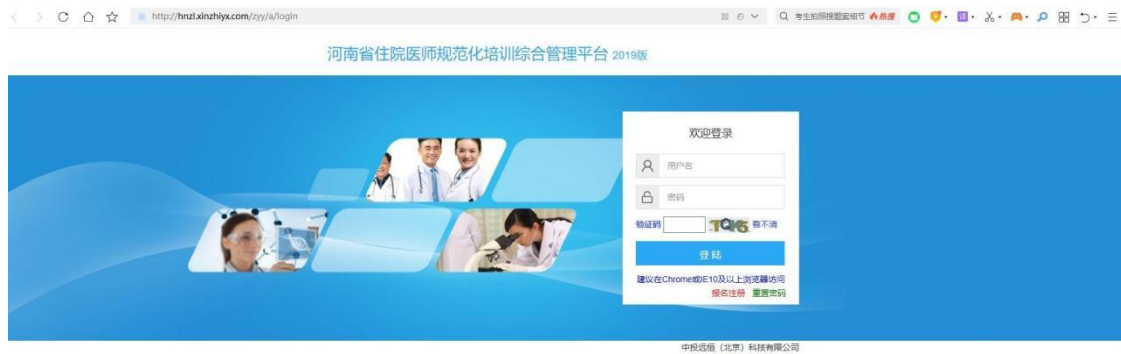 http://hnzl.xinzhiyx.com/zyy/a/login
考生拍照搜题案细节 热搜
河南省住院医师规范化培训综合管理平台 2019版
欢迎登录
用户名
密码
验证码 看不清
登 陆
建议在Chrome或IE10及以上浏览器访问
报名注册 重置密码
中投远恒（北京）科技有限公司